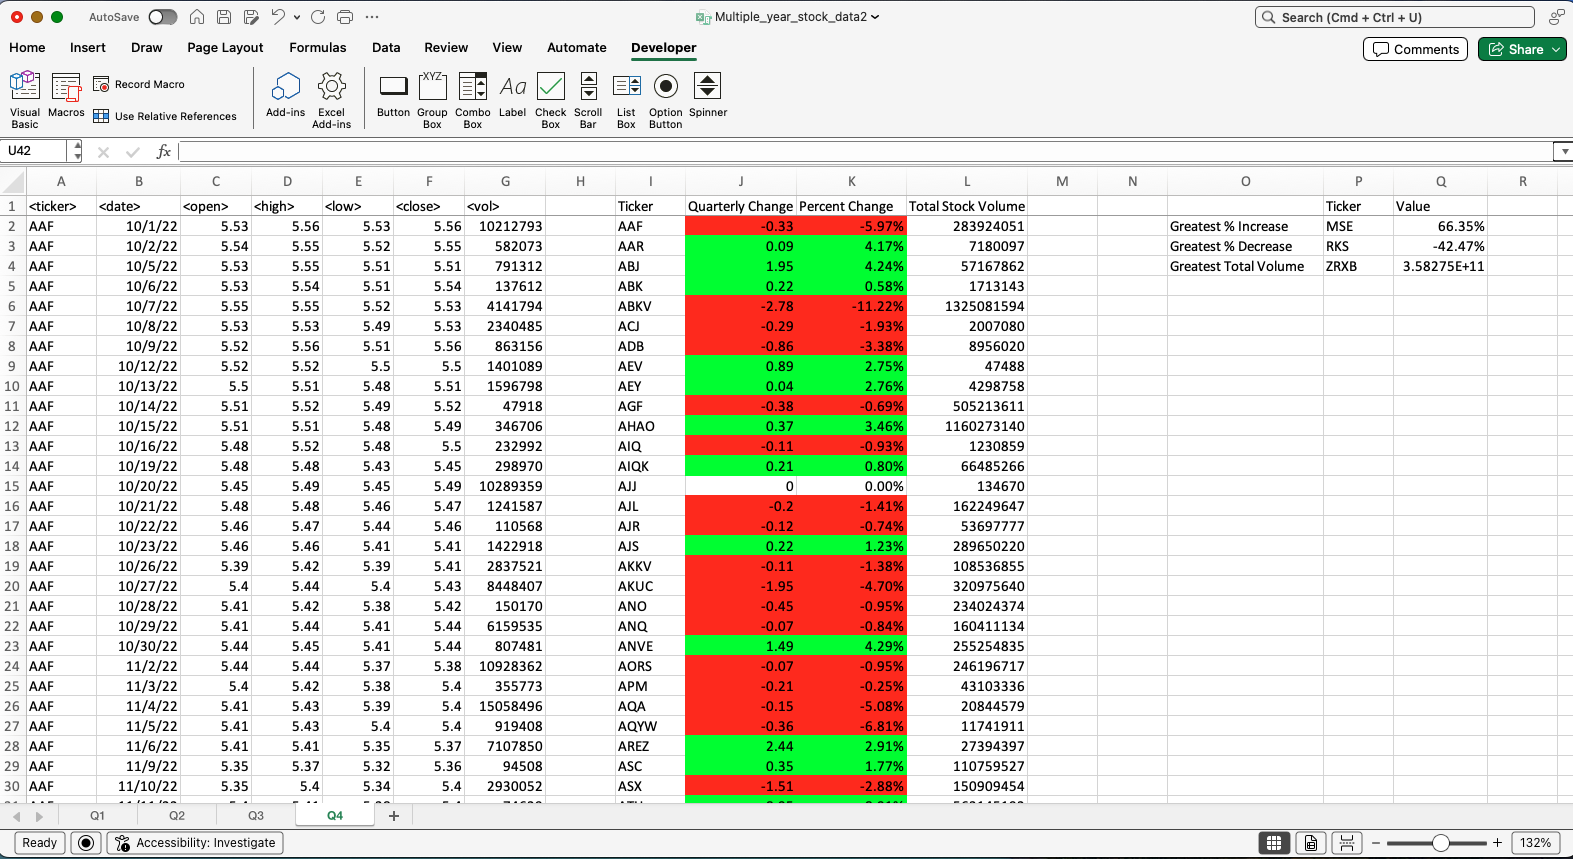 AutoSave
Multiple_year_stock_data2
Search (Cmd + Ctrl + U)
Home Insert Draw Page Layout Formulas Data Review View Automate Developer
Comments Share
Visual Basic Macros Record Macro Use Relative References Add-ins Excel Add-ins Button Group Box Combo Box Label Check Box Scroll Bar List Box Option Button Spinner
XYZ Aa
U42 fx
A B C D E F G H I J K L M N O P Q R
1 <ticker> <date> <open> <high> <low> <close> <vol> Ticker Quarterly Change Percent Change Total Stock Volume Ticker Value
2 AAF 10/1/22 5.53 5.56 5.53 5.56 10212793 AAF -0.33 -5.97% 283924051 Greatest % Increase MSE 66.35%
3 AAF 10/2/22 5.54 5.55 5.52 5.55 582073 AAR 0.09 4.17% 7180097 Greatest % Decrease RKS -42.47%
4 AAF 10/5/22 5.53 5.55 5.51 5.51 791312 ABJ 1.95 4.24% 57167862 Greatest Total Volume ZRXB 3.58275E+11
5 AAF 10/6/22 5.53 5.54 5.51 5.54 137612 ABK 0.22 0.58% 1713143
6 AAF 10/7/22 5.55 5.55 5.52 5.53 4141794 ABKV -2.78 -11.22% 1325081594
7 AAF 10/8/22 5.53 5.53 5.49 5.53 2340485 ACJ -0.29 -1.93% 2007080
8 AAF 10/9/22 5.52 5.56 5.51 5.56 863156 ADB -0.86 -3.38% 8956020
9 AAF 10/12/22 5.52 5.52 5.5 5.5 1401089 AEV 0.89 2.75% 47488
10 AAF 10/13/22 5.5 5.51 5.48 5.51 1596798 AEY 0.04 2.76% 4298758
11 AAF 10/14/22 5.51 5.52 5.49 5.52 47918 AGF -0.38 -0.69% 505213611
12 AAF 10/15/22 5.51 5.51 5.48 5.49 346706 AHAO 0.37 3.46% 1160273140
13 AAF 10/16/22 5.48 5.52 5.48 5.5 232992 AIQ -0.11 -0.93% 1230859
14 AAF 10/19/22 5.48 5.48 5.43 5.45 298970 AIQK 0.21 0.80% 66485266
15 AAF 10/20/22 5.45 5.49 5.45 5.49 10289359 AJJ 0 0.00% 134670
16 AAF 10/21/22 5.48 5.48 5.46 5.47 1241587 AJL -0.2 -1.41% 162249647
17 AAF 10/22/22 5.46 5.47 5.44 5.46 110568 AJR -0.12 -0.74% 53697777
18 AAF 10/23/22 5.46 5.46 5.41 5.41 1422918 AJS 0.22 1.23% 289650220
19 AAF 10/26/22 5.39 5.42 5.39 5.41 2837521 AKKV -0.11 -1.38% 108536855
20 AAF 10/27/22 5.4 5.44 5.4 5.43 8448407 AKUC -1.95 -4.70% 320975640
21 AAF 10/28/22 5.41 5.42 5.38 5.42 150170 ANO -0.45 -0.95% 234024374
22 AAF 10/29/22 5.41 5.44 5.41 5.44 6159535 ANQ -0.07 -0.84% 160411134
23 AAF 10/30/22 5.44 5.45 5.41 5.44 807481 ANVE 1.49 4.29% 255254835
24 AAF 11/2/22 5.44 5.44 5.37 5.38 10928362 AORS -0.07 -0.95% 246196717
25 AAF 11/3/22 5.4 5.42 5.38 5.4 355773 APM -0.21 -0.25% 43103336
26 AAF 11/4/22 5.41 5.43 5.39 5.4 15058496 AQA -0.15 -5.08% 20844579
27 AAF 11/5/22 5.41 5.43 5.4 5.4 919408 AQYW -0.36 -6.81% 11741911
28 AAF 11/6/22 5.41 5.41 5.35 5.37 7107850 AREZ 2.44 2.91% 27394397
29 AAF 11/9/22 5.35 5.37 5.32 5.36 94508 ASC 0.35 1.77% 110759527
30 AAF 11/10/22 5.35 5.4 5.34 5.4 2930052 ASX -1.51 -2.88% 150909454
Q1 Q2 Q3 Q4
Ready Accessibility: Investigate 132%